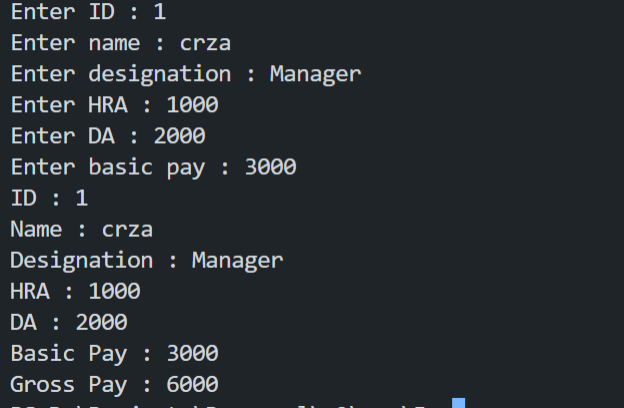 Enter ID : 1
Enter name : crza
Enter designation : Manager
Enter HRA : 1000
Enter DA : 2000
Enter basic pay : 3000
ID : 1
Name : crza
Designation : Manager
HRA : 1000
DA : 2000
Basic Pay : 3000
Gross Pay : 6000